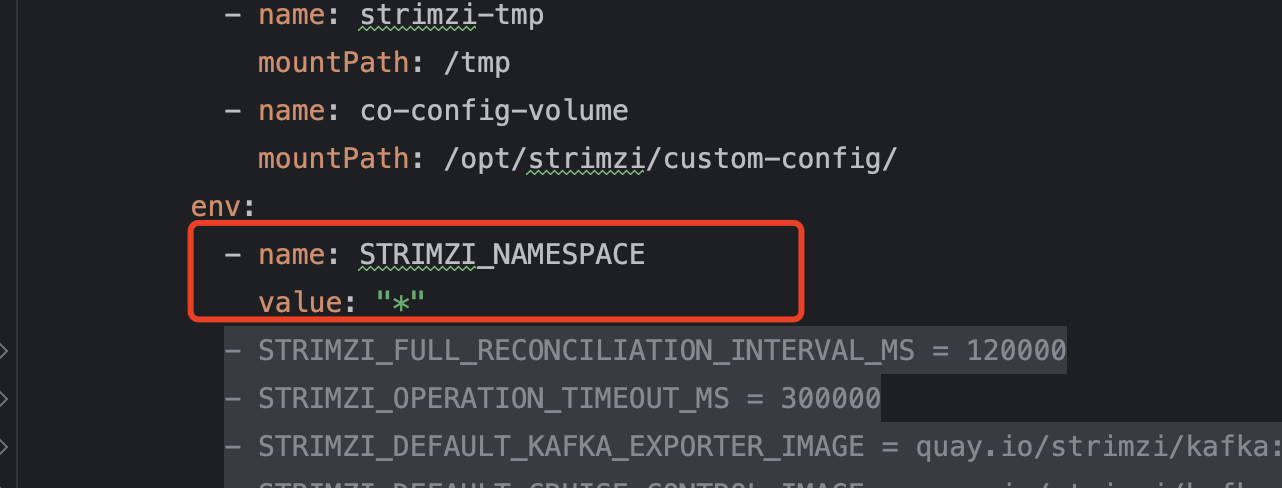 - name: strimzi-tmp
mountPath: /tmp
- name: co-config-volume
mountPath: /opt/strimzi/custom-config/
env:
- name: STRIMZI_NAMESPACE
value: "*"
- STRIMZI_FULL_RECONCILIATION_INTERVAL_MS = 120000
- STRIMZI_OPERATION_TIMEOUT_MS = 300000
- STRIMZI_DEFAULT_KAFKA_EXPORTER_IMAGE = quay.io/strimzi/kafka: